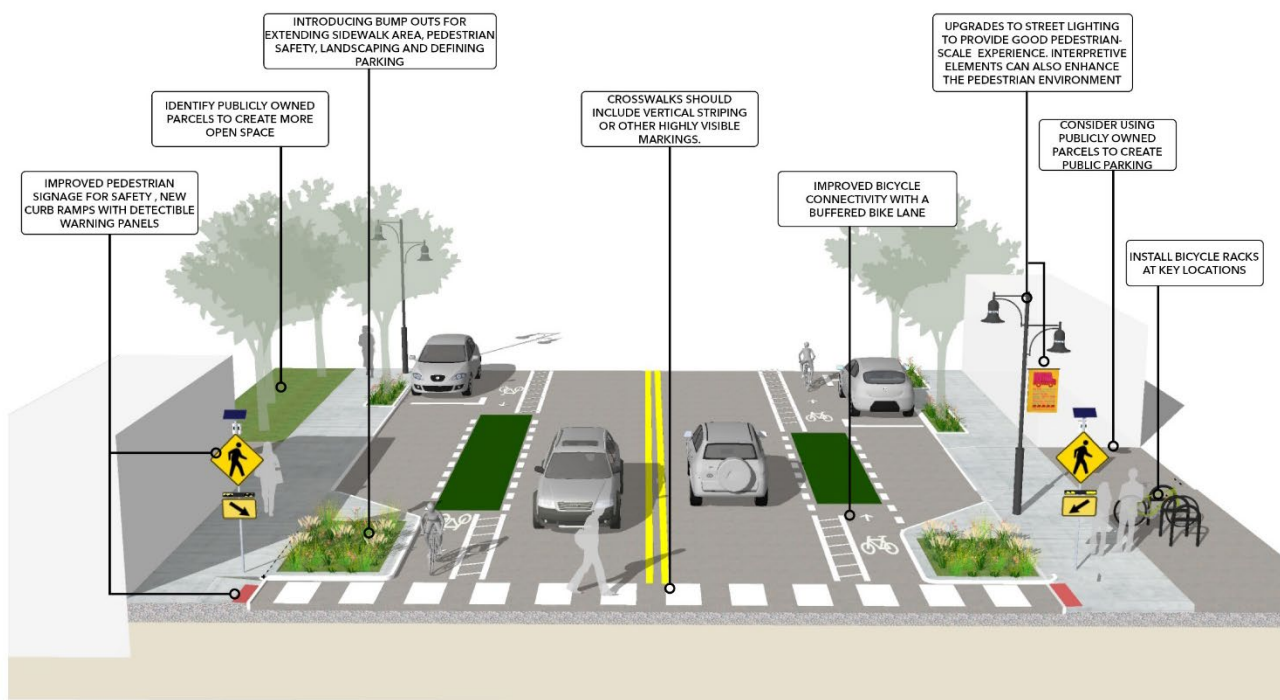 INTRODUCING BUMP OUTS FOR
EXTENDING SIDEWALK AREA, PEDESTRIAN
SAFETY, LANDSCAPING AND DEFINING
PARKING
UPGRADES TO STREET LIGHTING
TO PROVIDE GOOD PEDESTRIAN-
SCALE EXPERIENCE. INTERPRETIVE
ELEMENTS CAN ALSO ENHANCE
THE PEDESTRIAN ENVIRONMENT
IDENTIFY PUBLICLY OWNED
PARCELS TO CREATE MORE
OPEN SPACE
CROSSWALKS SHOULD
INCLUDE VERTICAL STRIPING
OR OTHER HIGHLY VISIBLE
MARKINGS.
CONSIDER USING
PUBLICLY OWNED
PARCELS TO CREATE
PUBLIC PARKING
IMPROVED PEDESTRIAN
SIGNAGE FOR SAFETY , NEW
CURB RAMPS WITH DETECTIBLE
WARNING PANELS
IMPROVED BICYCLE
CONNECTIVITY WITH A
BUFFERED BIKE LANE
INSTALL BICYCLE RACKS
AT KEY LOCATIONS